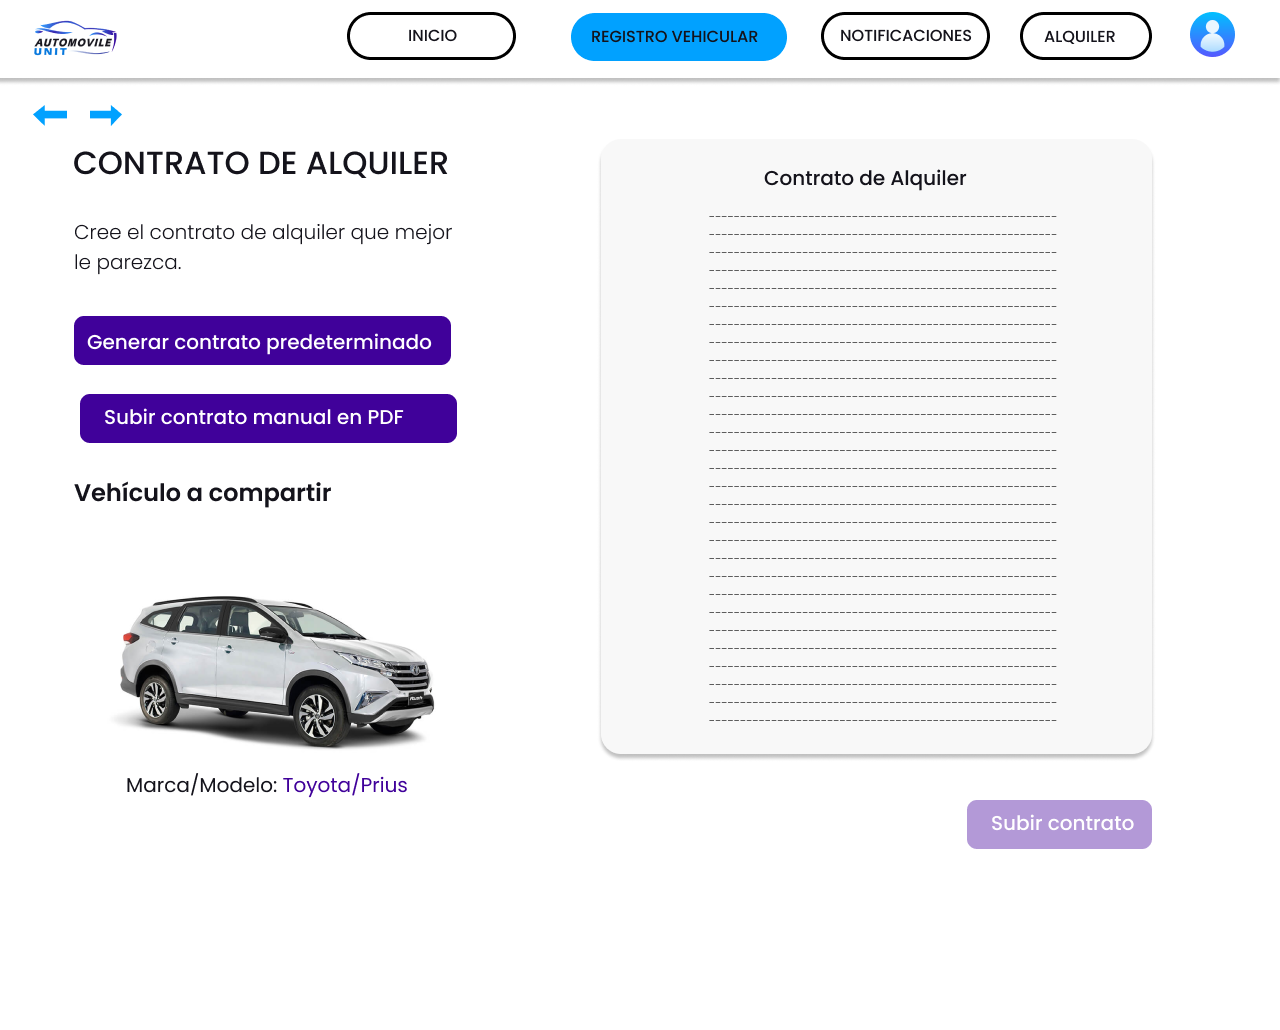 AUTOMOVILE
UNIT
INICIO
REGISTRO VEHICULAR
NOTIFICACIONES
ALQUILER
CONTRATO DE ALQUILER
Cree el contrato de alquiler que mejor
le parezca.
Generar contrato predeterminado
Subir contrato manual en PDF
Vehículo a compartir
Rush
Marca/Modelo: Toyota/Prius
Contrato de Alquiler
Subir contrato